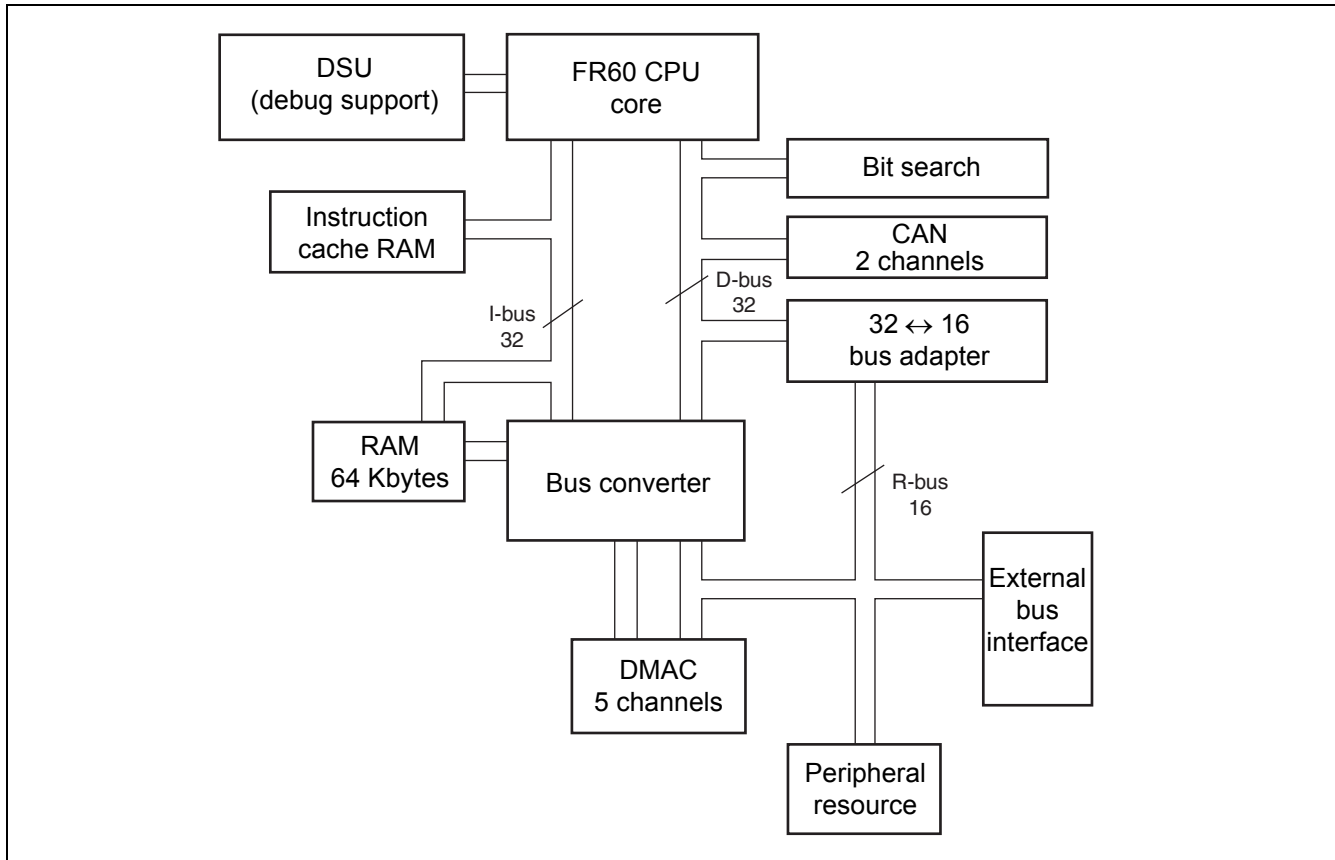 DSU
(debug support)
FR60 CPU
core
Bit search
Instruction
cache RAM
CAN
2 channels
D-bus
32
I-bus
32
32 ↔ 16
bus adapter
RAM
64 Kbytes
Bus converter
R-bus
16
External
bus
interface
DMAC
5 channels
Peripheral
resource